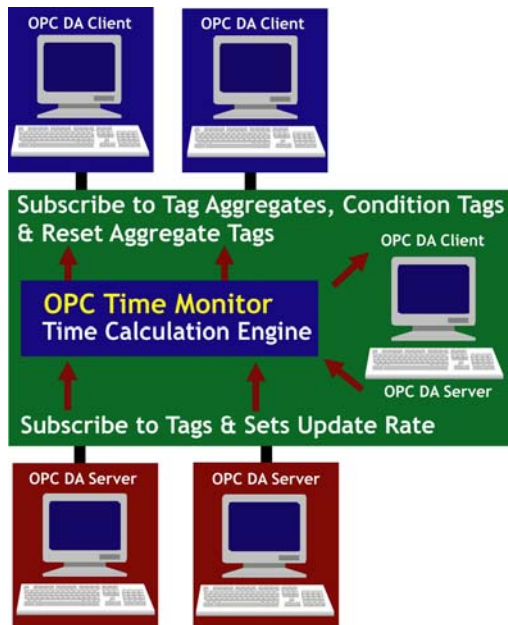 OPC DA Client
OPC DA Client
Subscribe to Tag Aggregates, Condition Tags
& Reset Aggregate Tags
OPC DA Client
OPC Time Monitor
Time Calculation Engine
OPC DA Server
Subscribe to Tags & Sets Update Rate
OPC DA Server
OPC DA Server